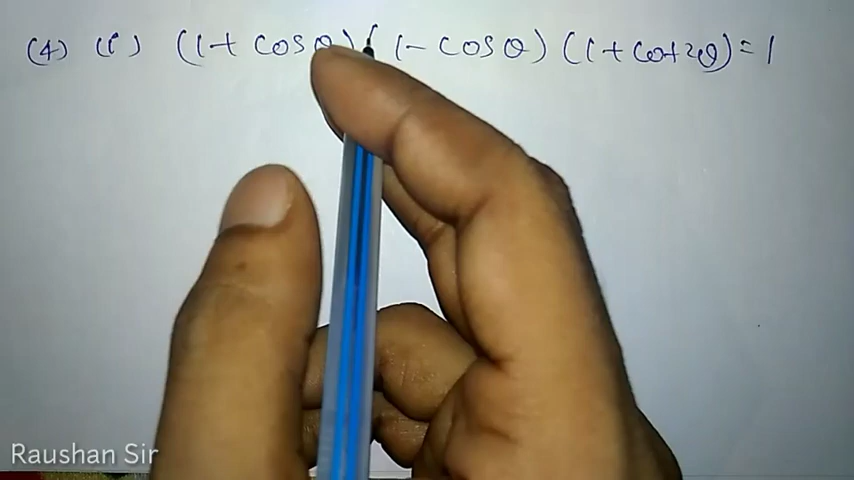 (4) (i) (1+ cosθ) (1- cosθ) (1+cot2θ)=1
Raushan Sir